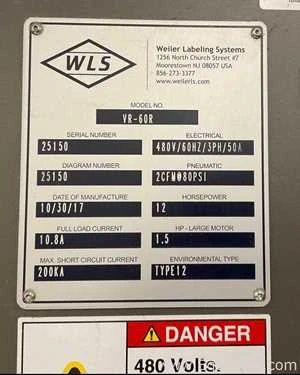 WLS
Weiler Labeling Systems
1256 North Church Street #7
Moorestown NJ 08057 USA
856-273-3377
www.weilerls.com
MODEL NO.
VR-60R
SERIAL NUMBER
25150
ELECTRICAL
480V/60HZ/3PH/50A
DIAGRAM NUMBER
25150
PNEUMATIC
2CFM@80PSI
DATE OF MANUFACTURE
10/30/17
HORSEPOWER
12
FULL LOAD CURRENT
10.8A
HP - LARGE MOTOR
1.5
MAX. SHORT CIRCUIT CURRENT
200KA
ENVIRONMENTAL TYPE
TYPE12
DANGER
480 Volts.